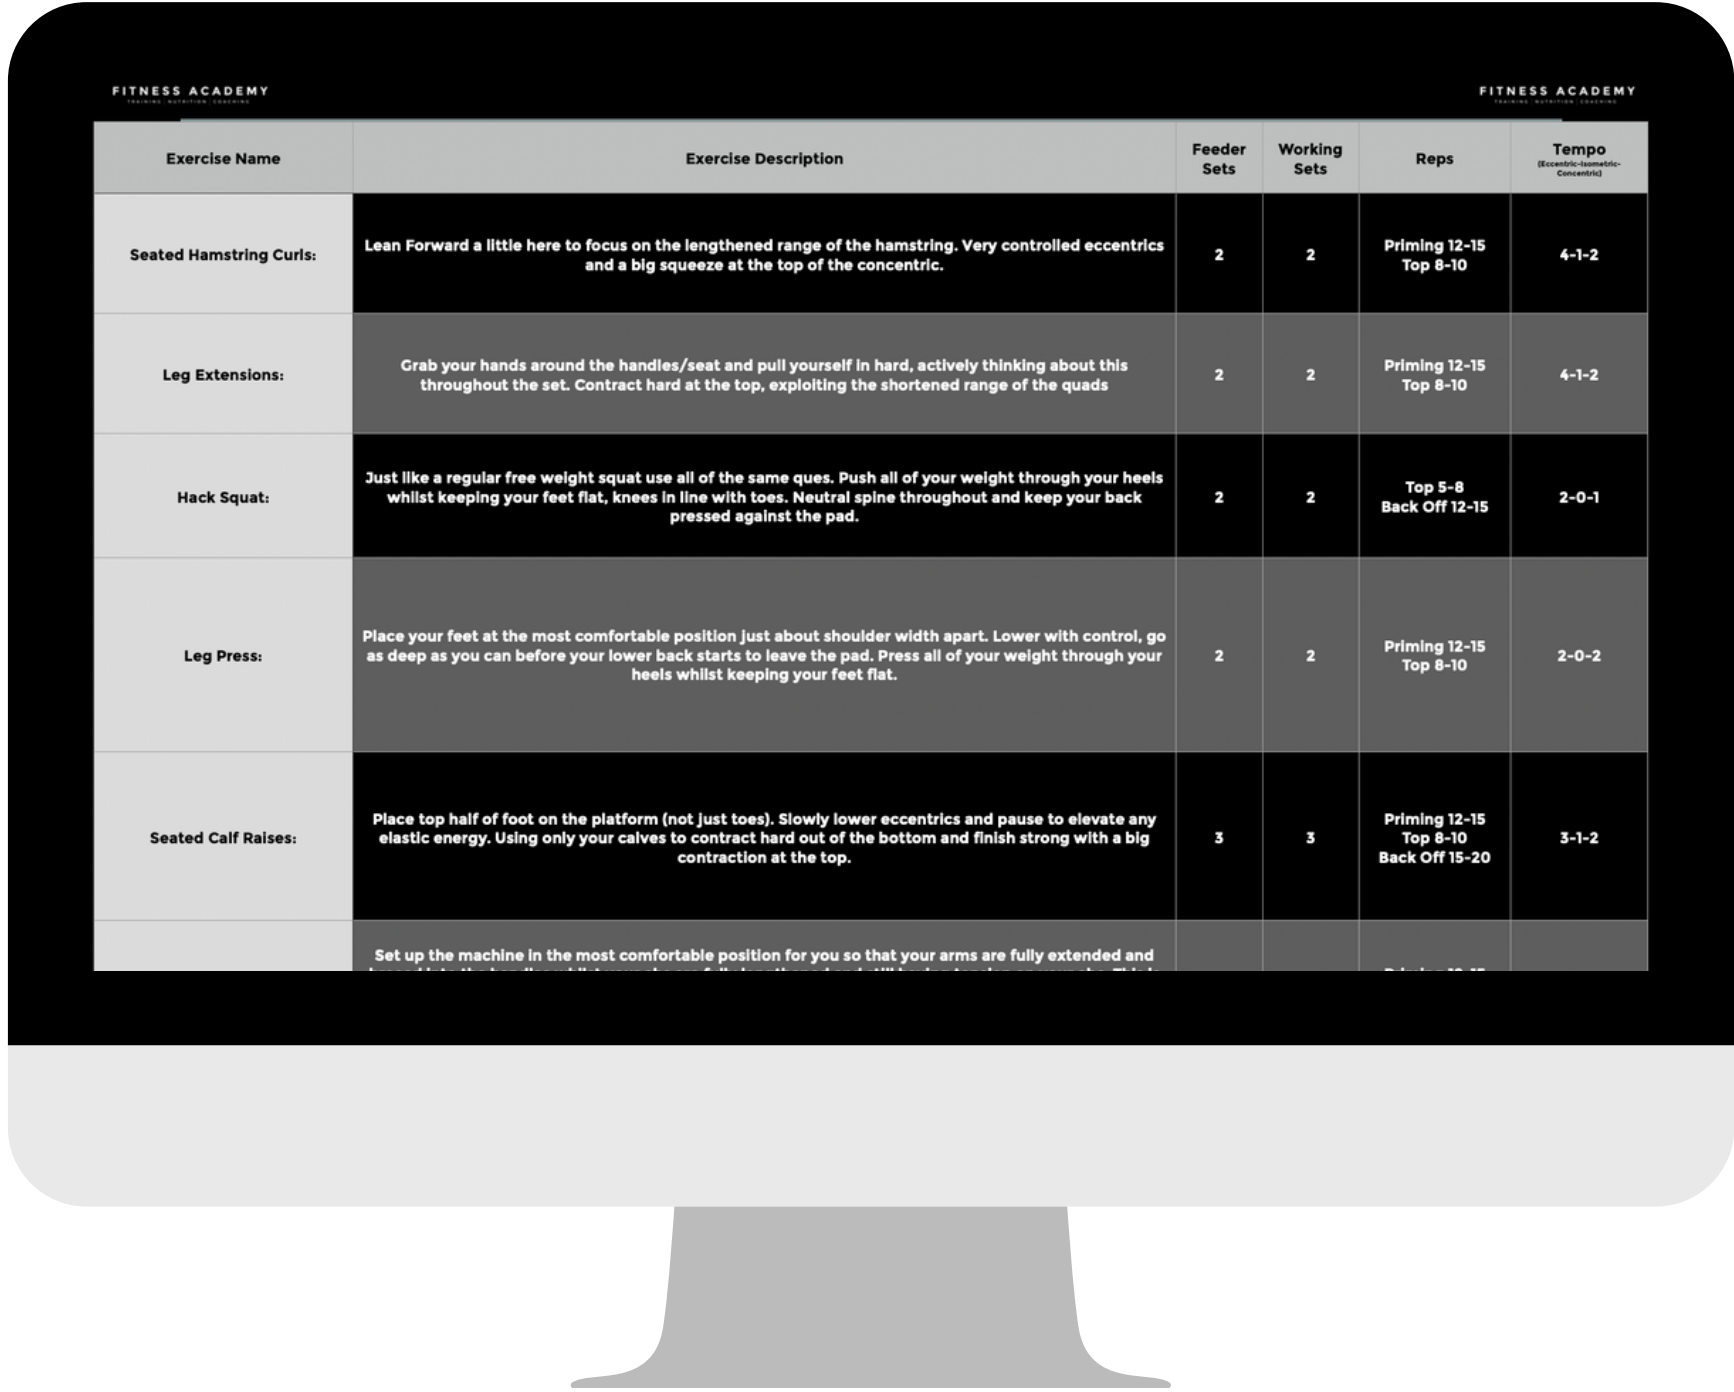 FITNESS ACADEMY
TRAINING | NUTRITION | COACHING
FITNESS ACADEMY
TRAINING | NUTRITION | COACHING
Exercise Name
Exercise Description
Feeder
Sets
Working
Sets
Reps
Tempo
(Eccentric-Isometric-
Concentric)
Seated Hamstring Curls:
Lean Forward a little here to focus on the lengthened range of the hamstring. Very controlled eccentrics
and a big squeeze at the top of the concentric.
2
2
Priming 12-15
Top 8-10
4-1-2
Leg Extensions:
Grab your hands around the handles/seat and pull yourself in hard, actively thinking about this
throughout the set. Contract hard at the top, exploiting the shortened range of the quads
2
2
Priming 12-15
Top 8-10
4-1-2
Hack Squat:
Just like a regular free weight squat use all of the same ques. Push all of your weight through your heels
whilst keeping your feet flat, knees in line with toes. Neutral spine throughout and keep your back
pressed against the pad.
2
2
Top 5-8
Back Off 12-15
2-0-1
Leg Press:
Place your feet at the most comfortable position just about shoulder width apart. Lower with control, go
as deep as you can before your lower back starts to leave the pad. Press all of your weight through your
heels whilst keeping your feet flat.
2
2
Priming 12-15
Top 8-10
2-0-2
Seated Calf Raises:
Place top half of foot on the platform (not just toes). Slowly lower eccentrics and pause to elevate any
elastic energy. Using only your calves to contract hard out of the bottom and finish strong with a big
contraction at the top.
3
3
Priming 12-15
Top 8-10
Back Off 15-20
3-1-2
Set up the machine in the most comfortable position for you so that your arms are fully extended and